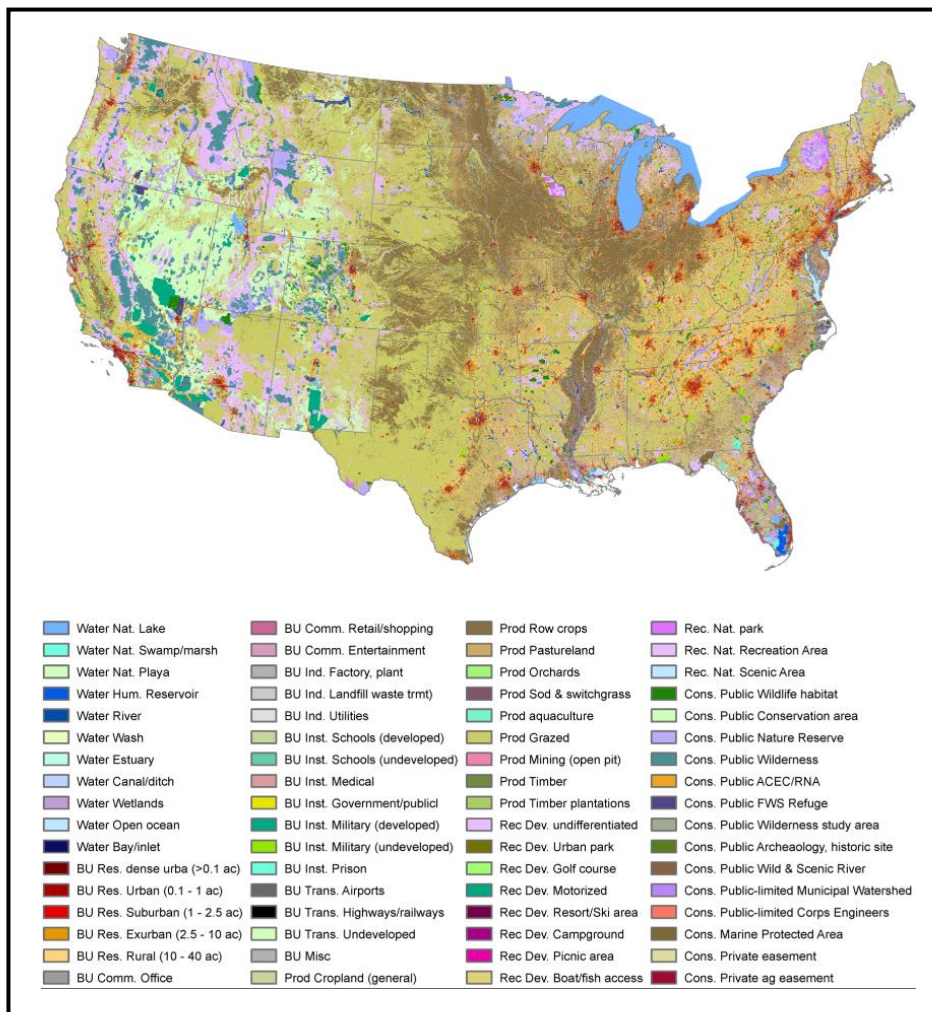 Water Nat. Lake
Water Nat. Swamp/marsh
Water Nat. Playa
Water Hum. Reservoir
Water River
Water Wash
Water Estuary
Water Canal/ditch
Water Wetlands
Water Open ocean
Water Bay/inlet
BU Res. dense urba (>0.1 ac)
BU Res. Urban (0.1 - 1 ac)
BU Res. Suburban (1 - 2.5 ac)
BU Res. Exurban (2.5 - 10 ac)
BU Res. Rural (10 - 40 ac)
BU Comm. Office
BU Comm. Retail/shopping
BU Comm. Entertainment
BU Ind. Factory, plant
BU Ind. Landfill waste trmt)
BU Ind. Utilities
BU Inst. Schools (developed)
BU Inst. Schools (undeveloped)
BU Inst. Medical
BU Inst. Government/publicl
BU Inst. Military (developed)
BU Inst. Military (undeveloped)
BU Inst. Prison
BU Trans. Airports
BU Trans. Highways/railways
BU Trans. Undeveloped
BU Misc
Prod Cropland (general)
Prod Row crops
Prod Pastureland
Prod Orchards
Prod Sod & switchgrass
Prod aquaculture
Prod Grazed
Prod Mining (open pit)
Prod Timber
Prod Timber plantations
Rec Dev. undifferentiated
Rec Dev. Urban park
Rec Dev. Golf course
Rec Dev. Motorized
Rec Dev. Resort/Ski area
Rec Dev. Campground
Rec Dev. Picnic area
Rec Dev. Boat/fish access
Rec. Nat. park
Rec. Nat. Recreation Area
Rec. Nat. Scenic Area
Cons. Public Wildlife habitat
Cons. Public Conservation area
Cons. Public Nature Reserve
Cons. Public Wilderness
Cons. Public ACEC/RNA
Cons. Public FWS Refuge
Cons. Public Wilderness study area
Cons. Public Archaeology, historic site
Cons. Public Wild & Scenic River
Cons. Public-limited Municipal Watershed
Cons. Public-limited Corps Engineers
Cons. Marine Protected Area
Cons. Private easement
Cons. Private ag easement